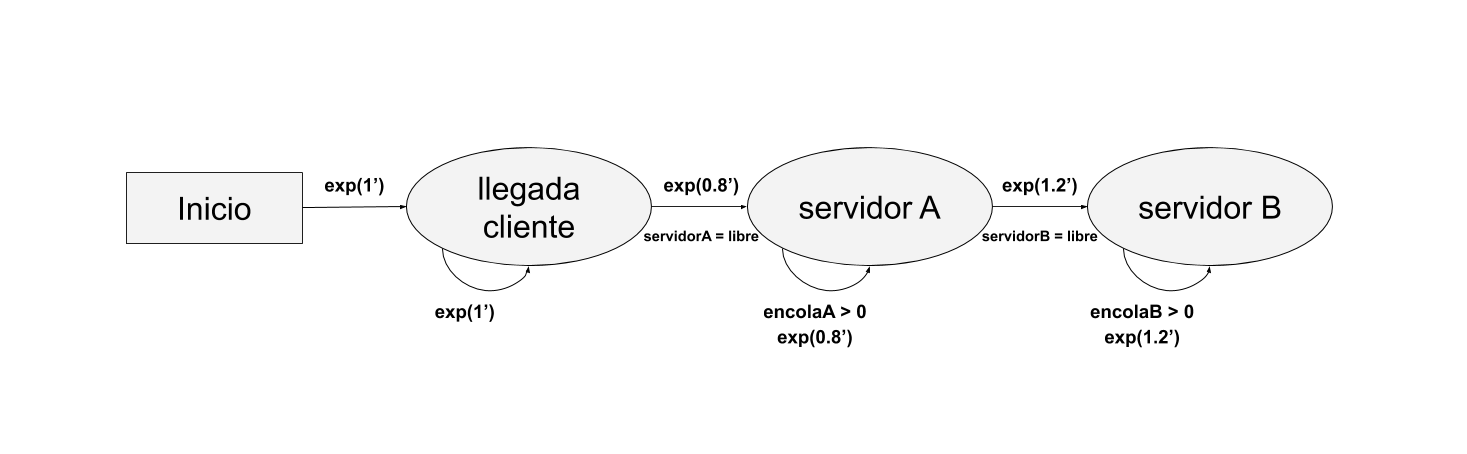 Inicio
exp(1’)
llegada
cliente
exp(1’)
exp(0.8’)
servidorA = libre
servidor A
encolaA > 0
exp(0.8’)
exp(1.2’)
servidorB = libre
servidor B
encolaB > 0
exp(1.2’)